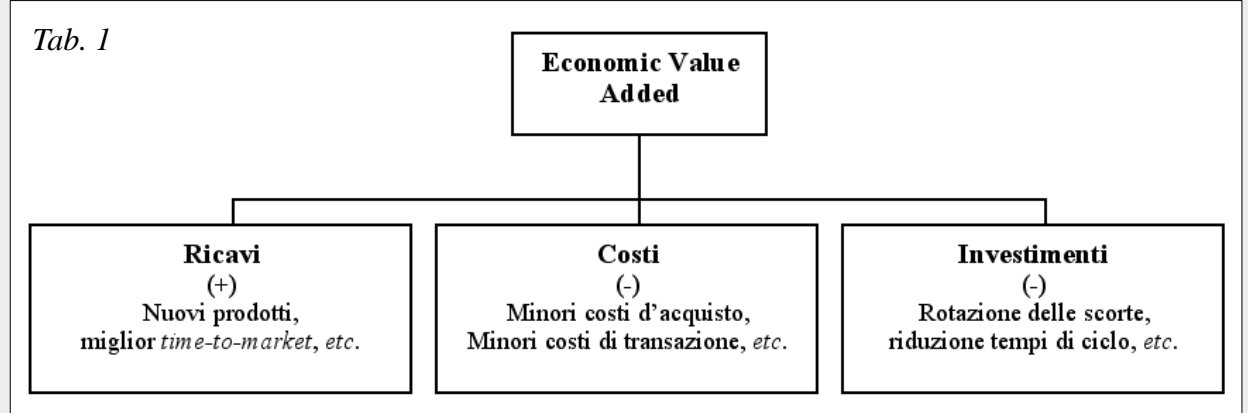 Tab. 1
Economic Value
Added
Ricavi
(+)
Nuovi prodotti,
miglior time-to-market, etc.
Costi
(-)
Minori costi d'acquisto,
Minori costi di transazione, etc.
Investimenti
(-)
Rotazione delle scorte,
riduzione tempi di ciclo, etc.